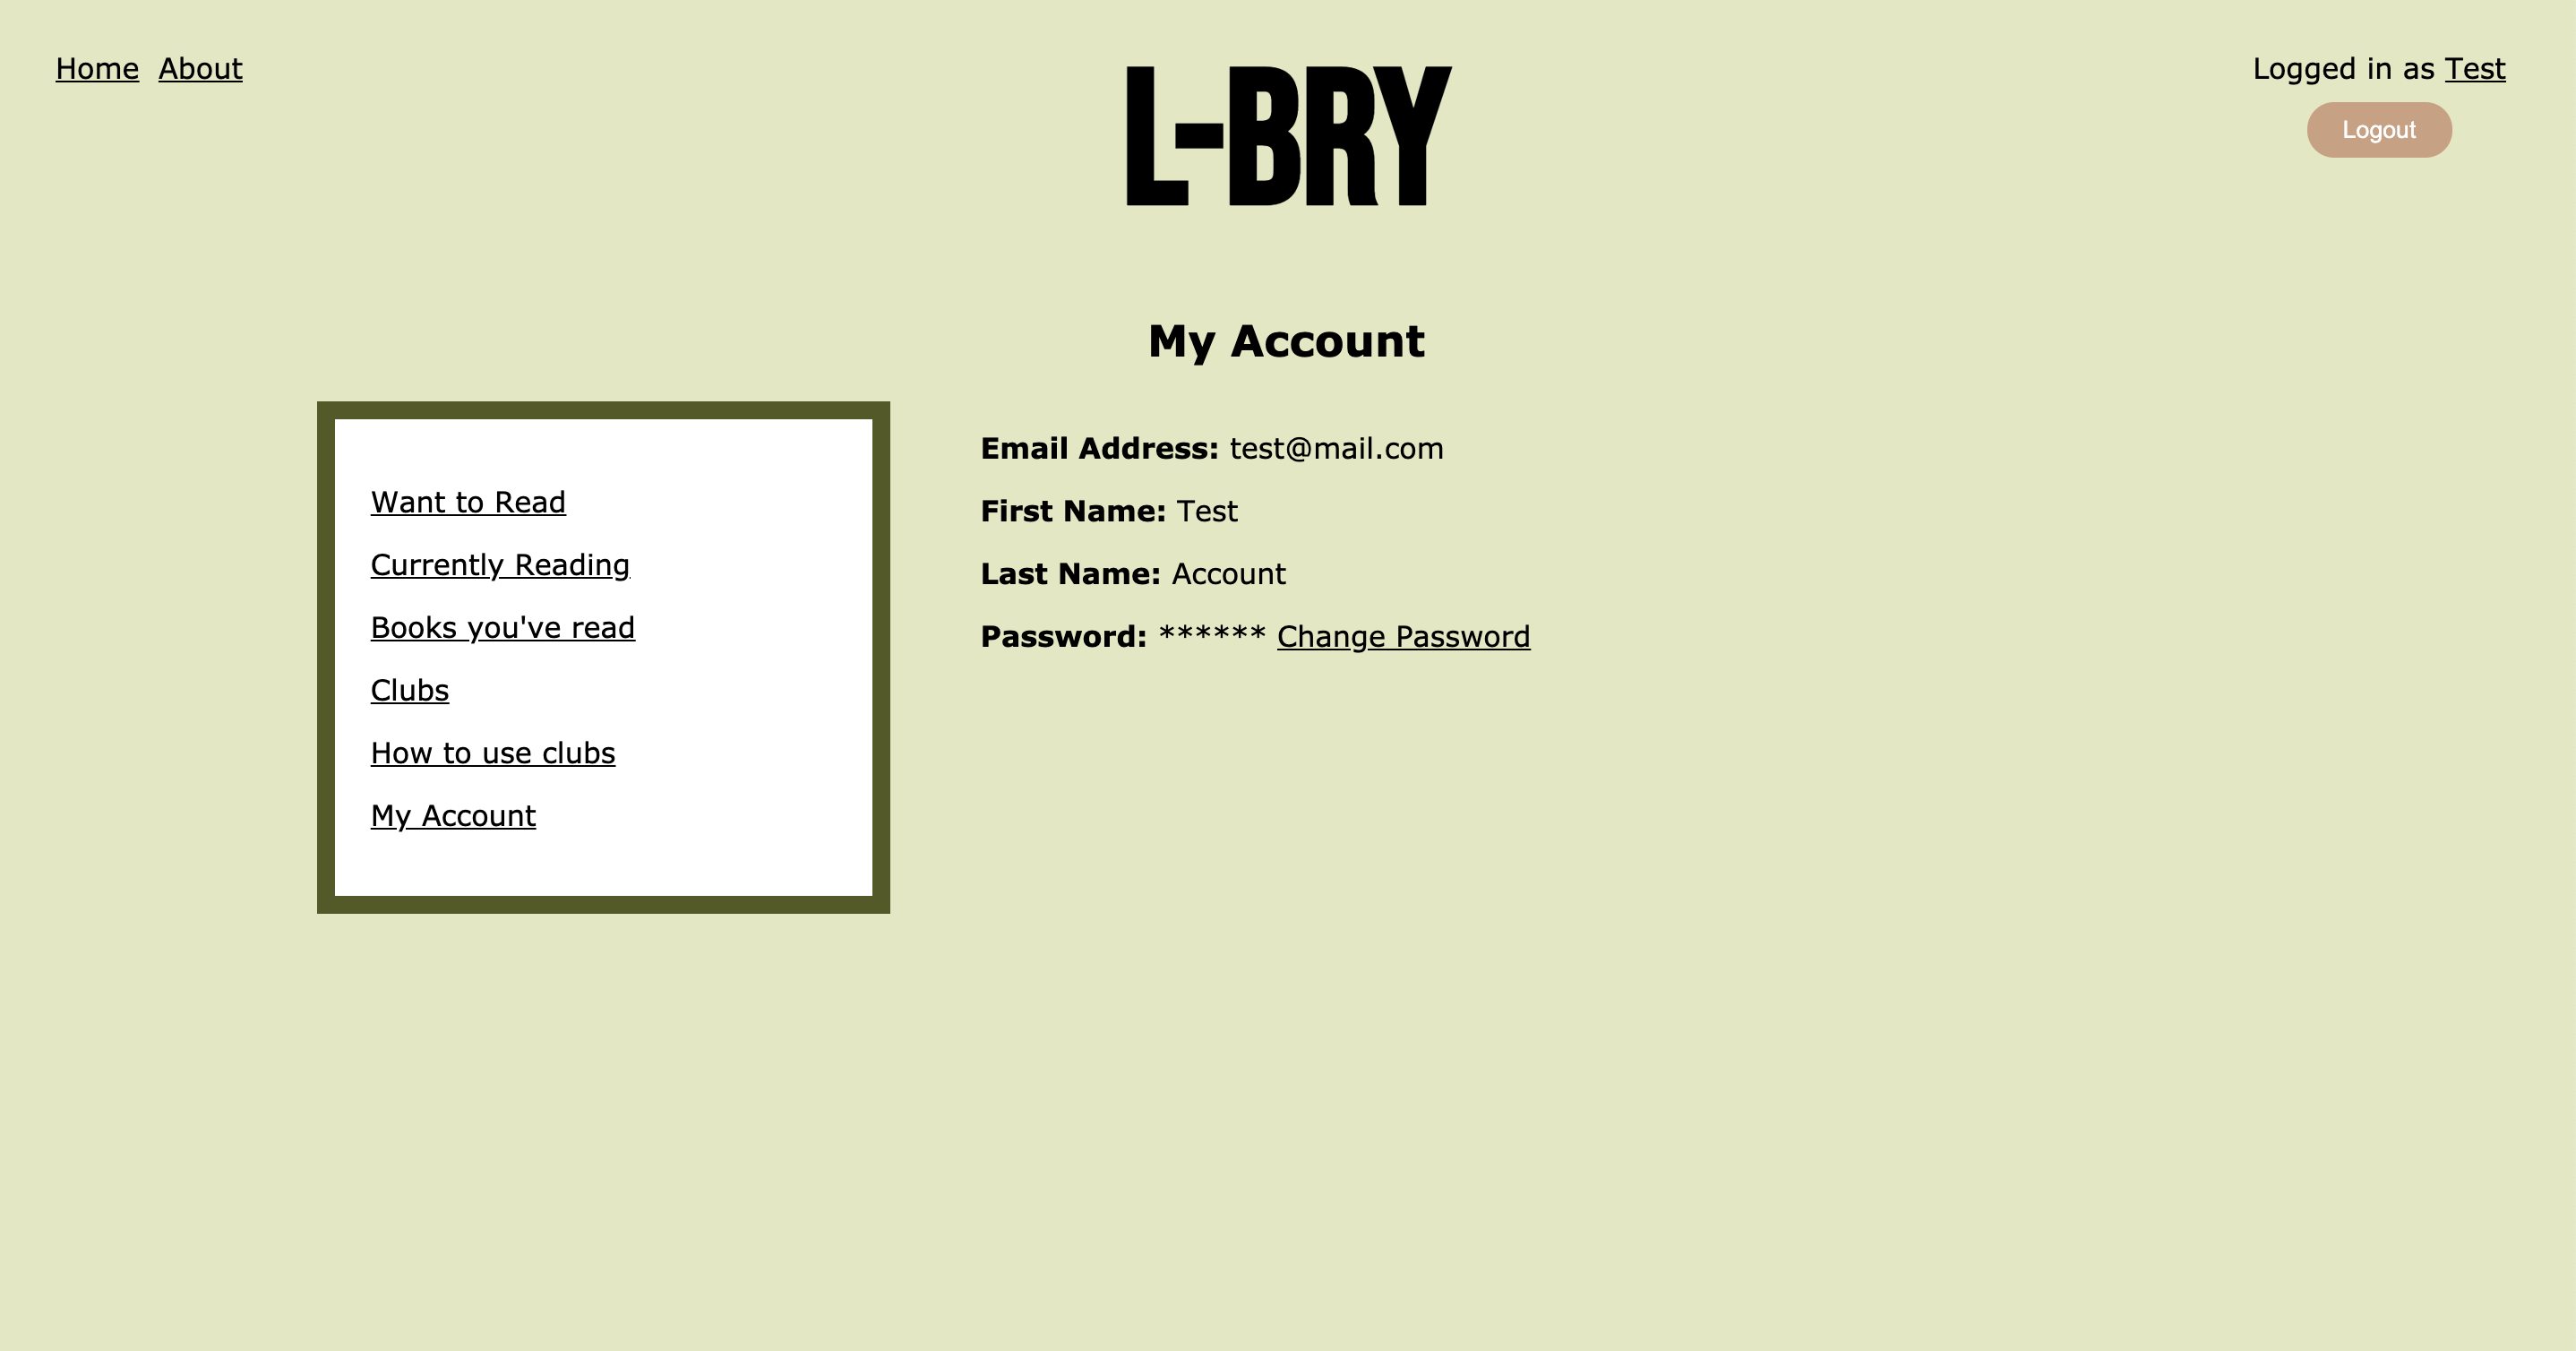 Home About
L-BRY
Logged in as Test
Logout
My Account
Want to Read
Currently Reading
Books you've read
Clubs
How to use clubs
My Account
Email Address: test@mail.com
First Name: Test
Last Name: Account
Password: ****** Change Password